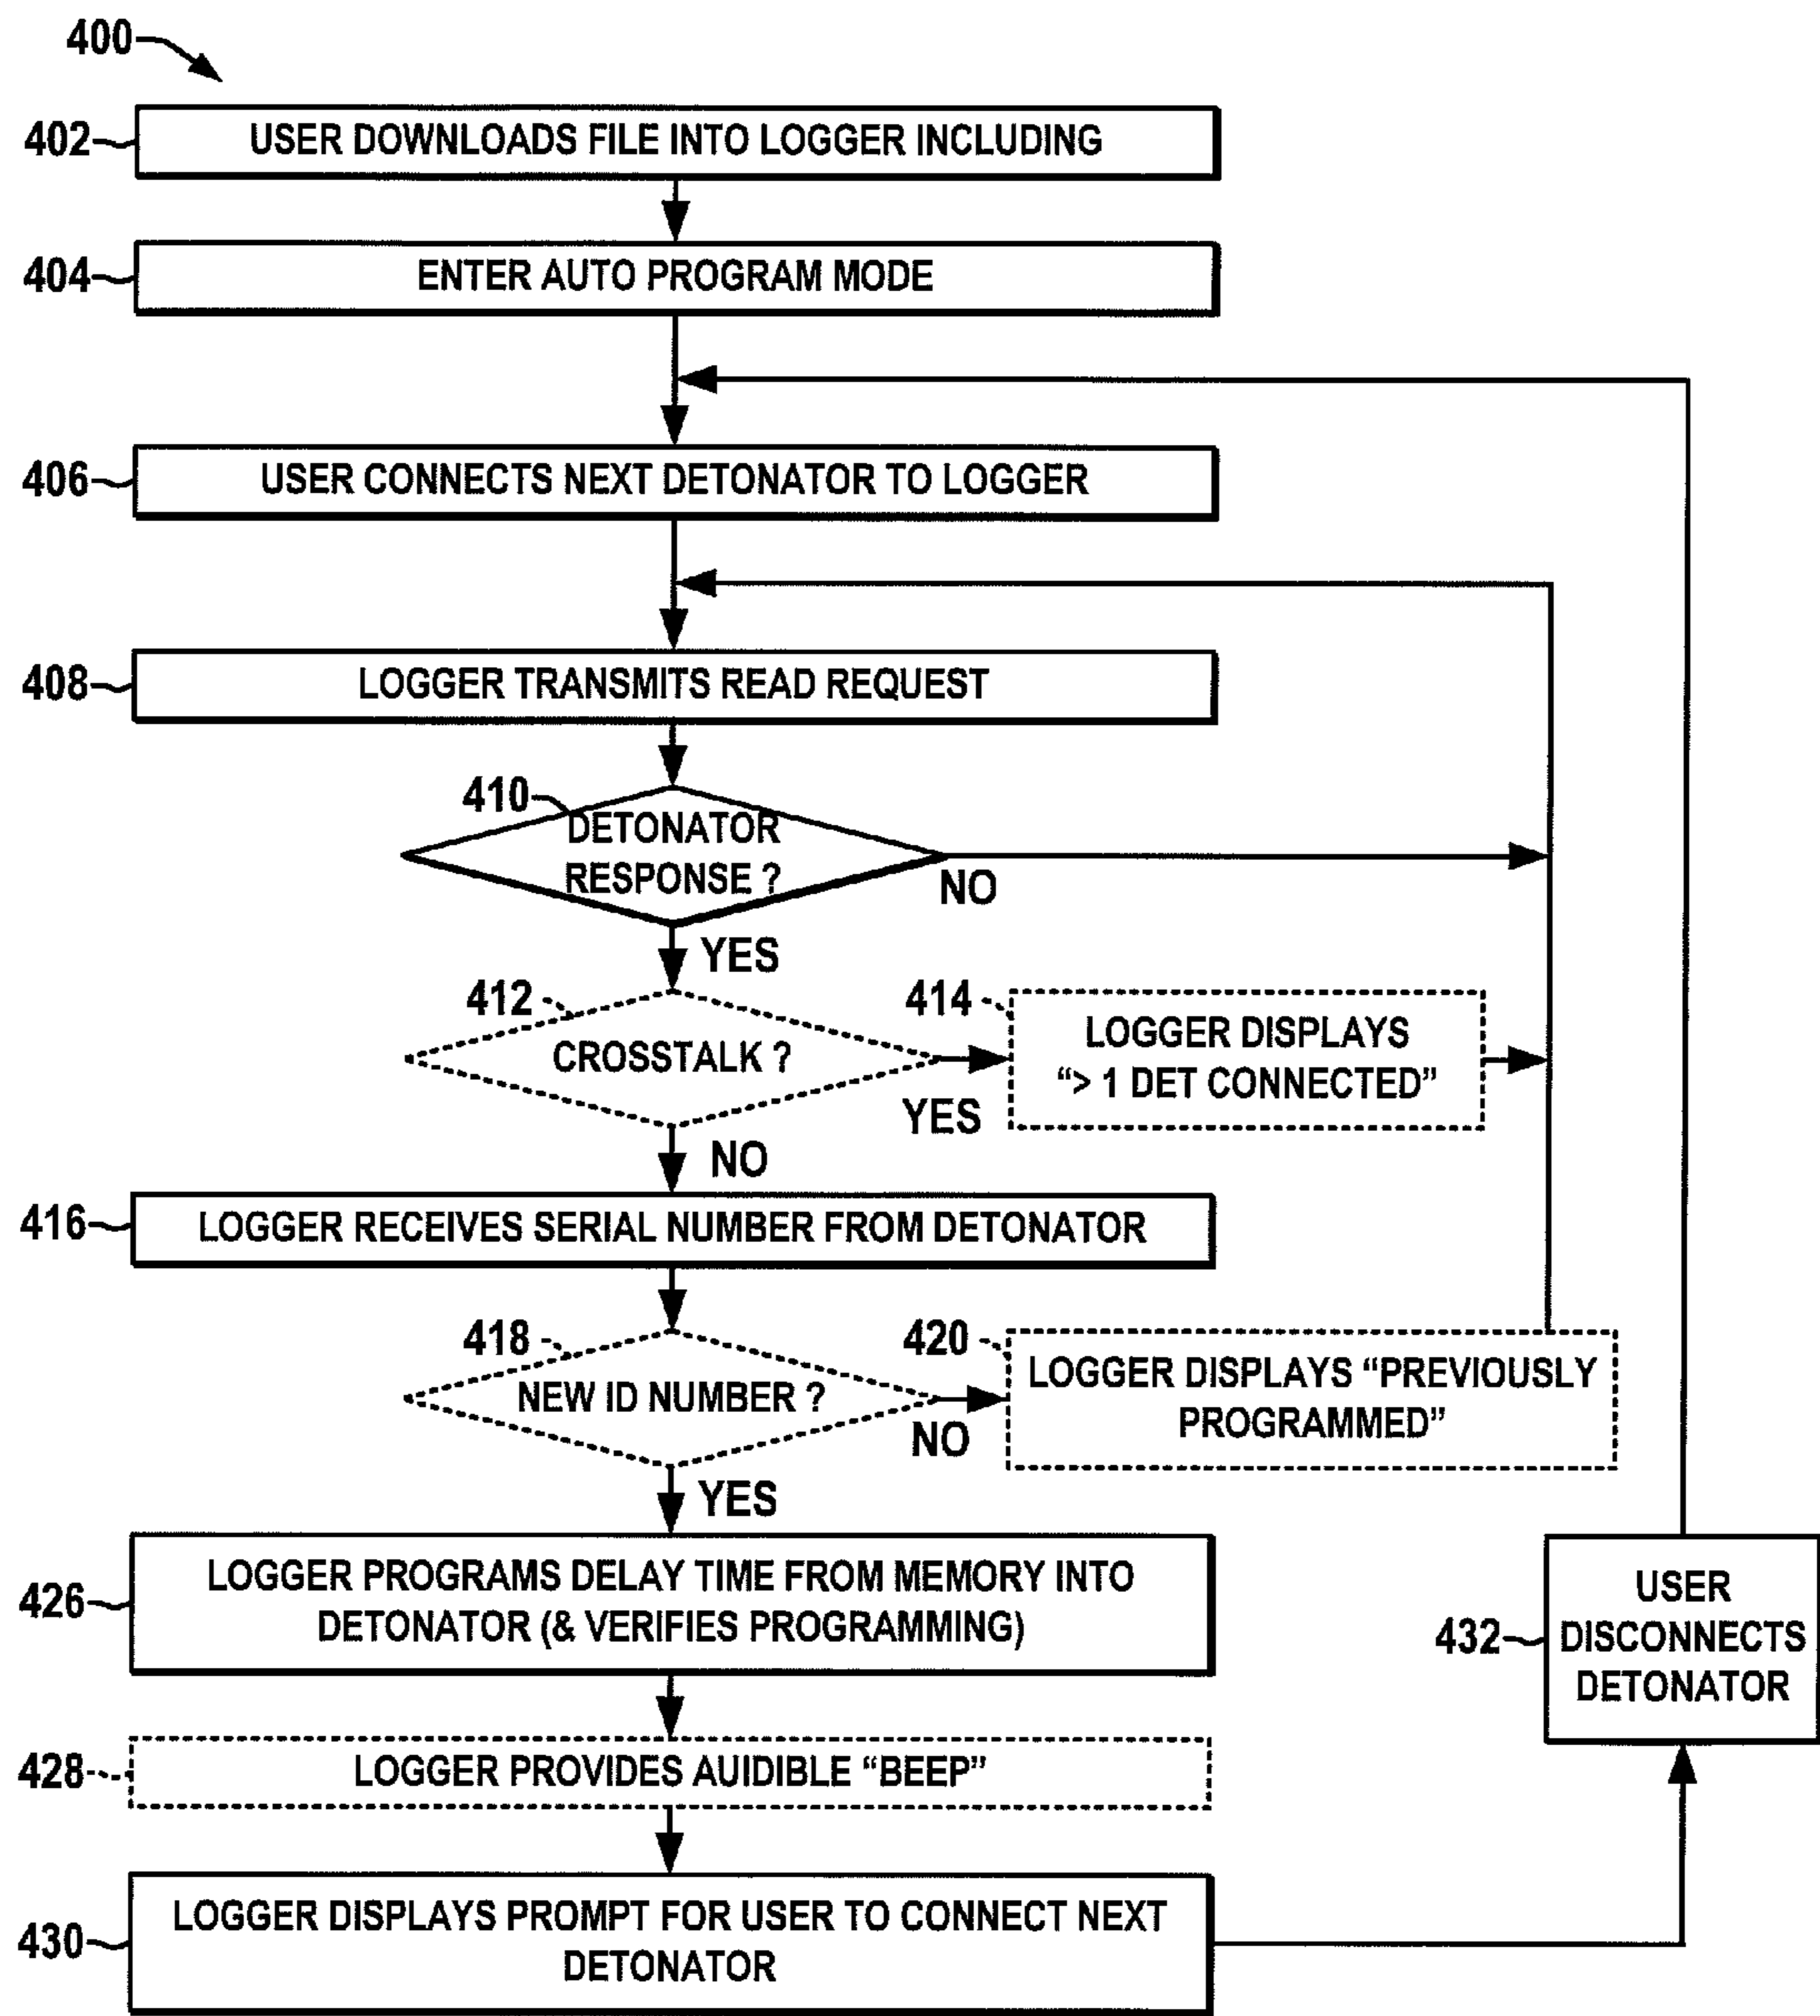 400
402
USER DOWNLOADS FILE INTO LOGGER INCLUDING
404
ENTER AUTO PROGRAM MODE
406
USER CONNECTS NEXT DETONATOR TO LOGGER
408
LOGGER TRANSMITS READ REQUEST
410
DETONATOR
RESPONSE ?
NO
YES
412
CROSSTALK ?
YES
414
LOGGER DISPLAYS
“> 1 DET CONNECTED”
NO
416
LOGGER RECEIVES SERIAL NUMBER FROM DETONATOR
418
NEW ID NUMBER ?
NO
420
LOGGER DISPLAYS “PREVIOUSLY
PROGRAMMED”
YES
426
LOGGER PROGRAMS DELAY TIME FROM MEMORY INTO
DETONATOR (& VERIFIES PROGRAMMING)
428
LOGGER PROVIDES AUIDIBLE “BEEP”
430
LOGGER DISPLAYS PROMPT FOR USER TO CONNECT NEXT
DETONATOR
432
USER
DISCONNECTS
DETONATOR